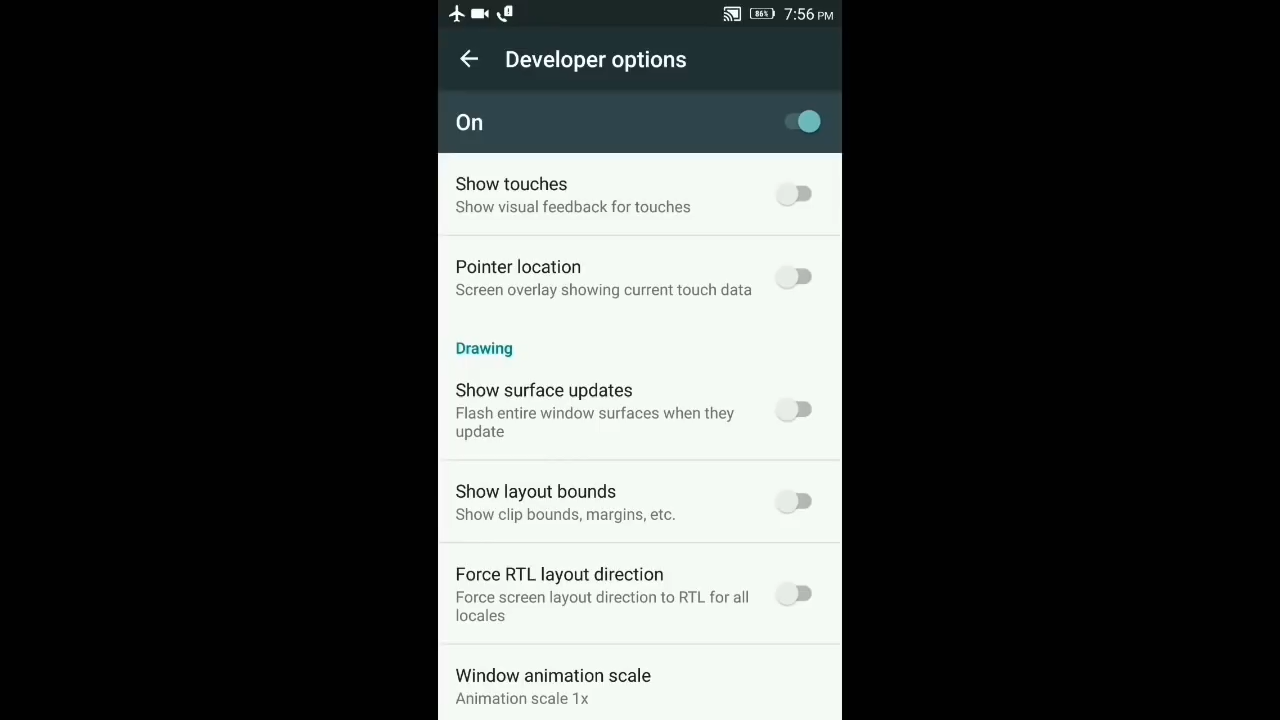 86% 7:56 PM
Developer options
On
Show touches
Show visual feedback for touches
Pointer location
Screen overlay showing current touch data
Drawing
Show surface updates
Flash entire window surfaces when they
update
Show layout bounds
Show clip bounds, margins, etc.
Force RTL layout direction
Force screen layout direction to RTL for all
locales
Window animation scale
Animation scale 1x